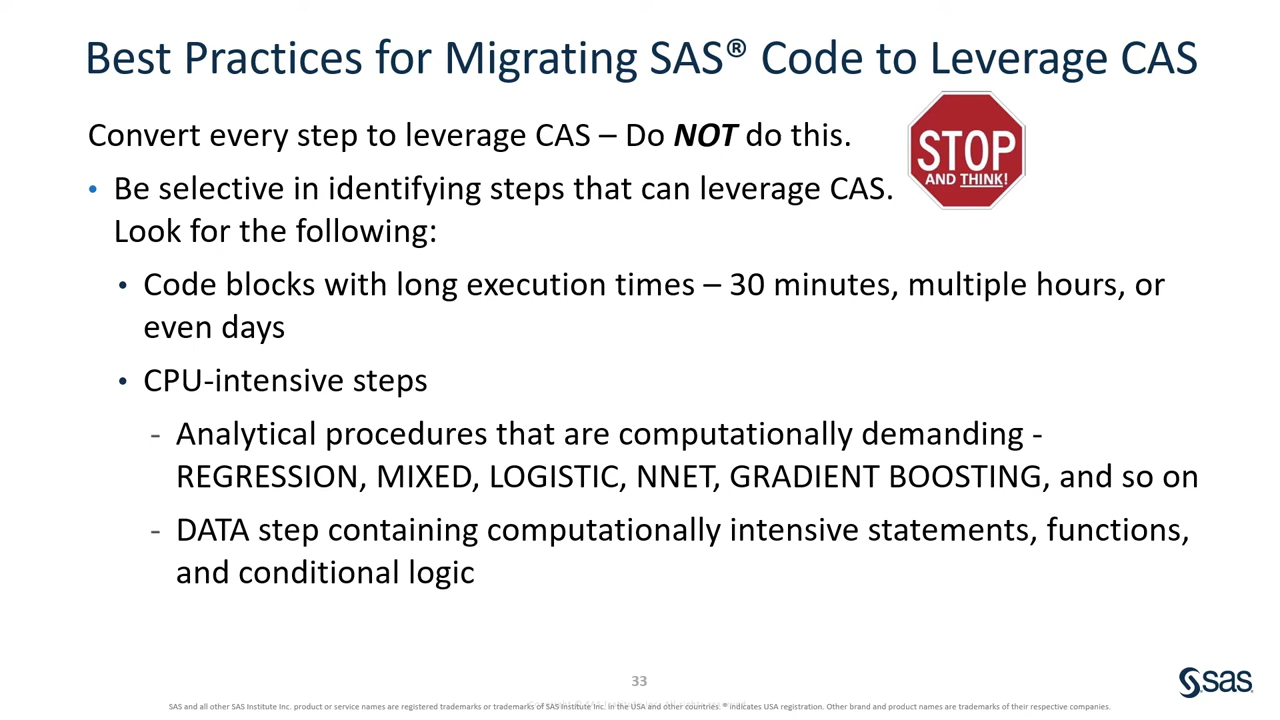 Best Practices for Migrating SAS® Code to Leverage CAS
Convert every step to leverage CAS – Do NOT do this.
STOP
AND THINK!
• Be selective in identifying steps that can leverage CAS.
Look for the following:
• Code blocks with long execution times – 30 minutes, multiple hours, or
even days
• CPU-intensive steps
- Analytical procedures that are computationally demanding -
REGRESSION, MIXED, LOGISTIC, NNET, GRADIENT BOOSTING, and so on
- DATA step containing computationally intensive statements, functions,
and conditional logic
33
sas
SAS and all other SAS Institute Inc. product or service names are registered trademarks or trademarks of SAS Institute Inc. in the USA and other countries. ® indicates USA registration. Other brand and product names are trademarks of their respective companies.